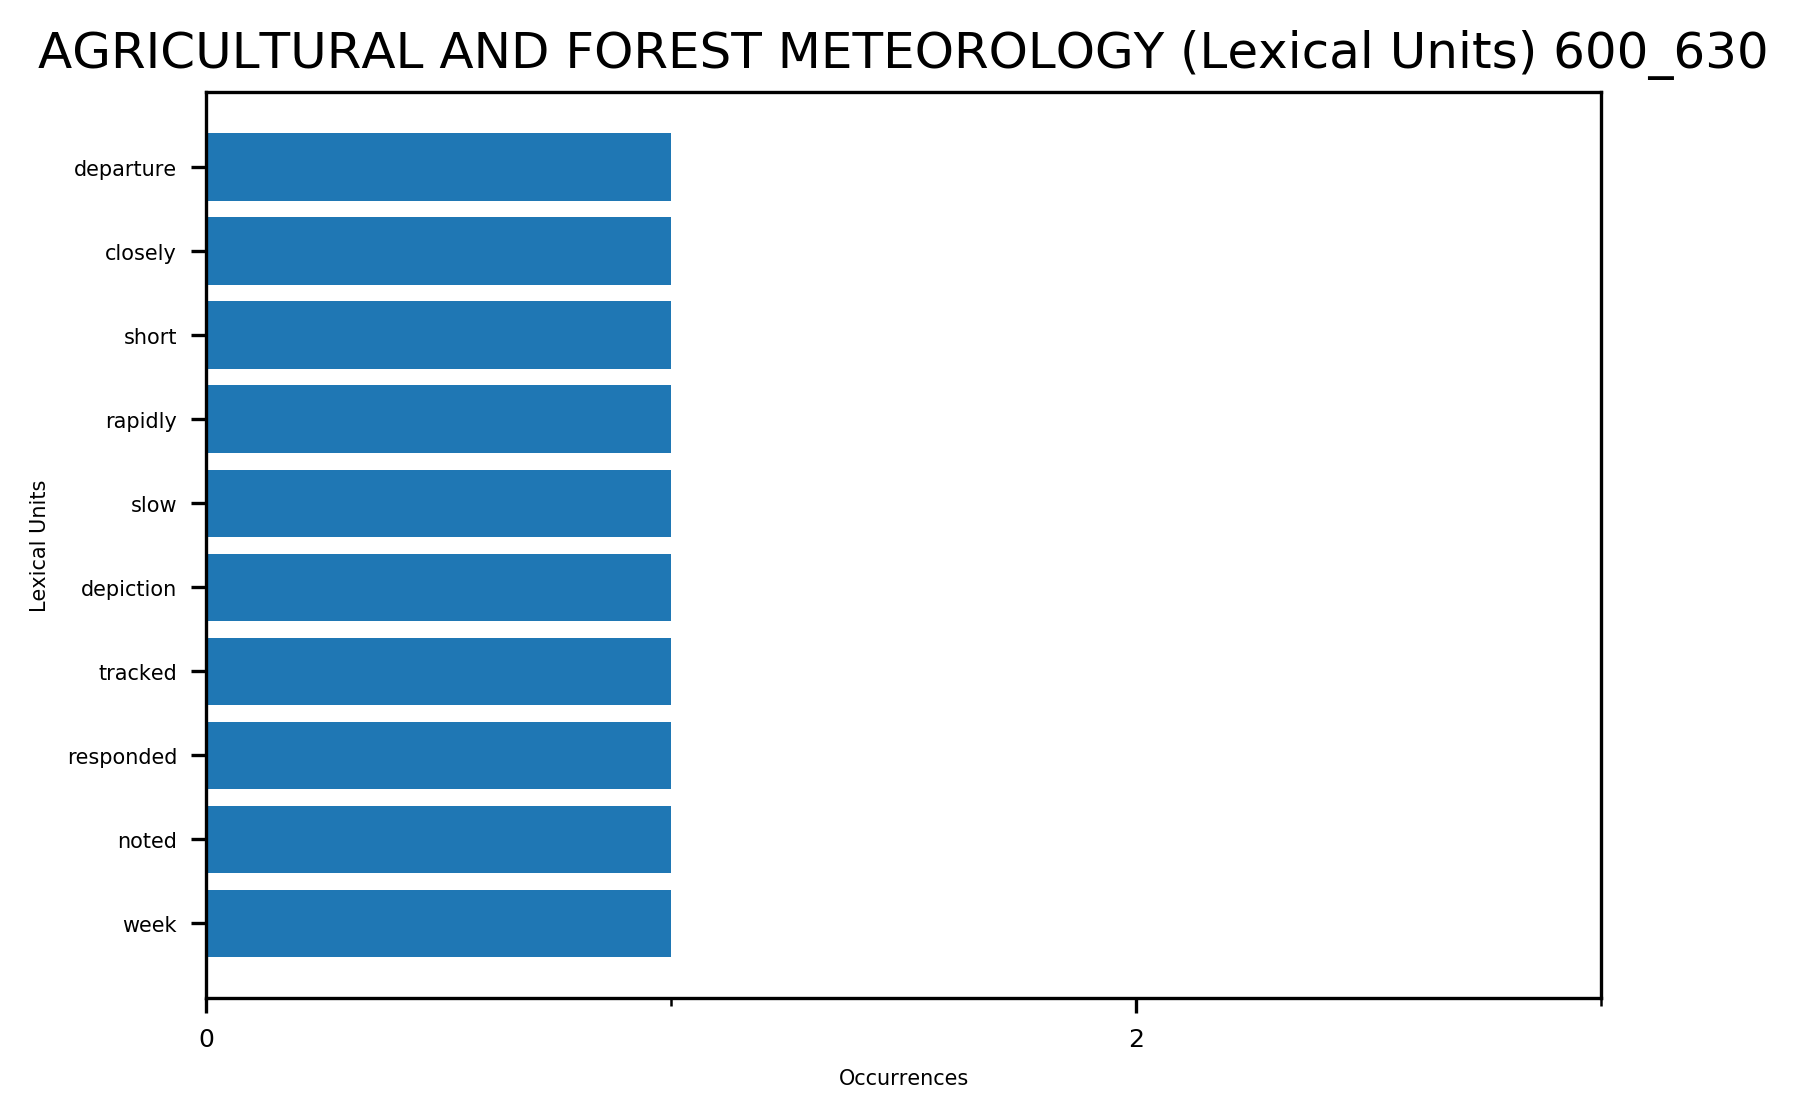 AGRICULTURAL AND FOREST METEOROLOGY (Lexical Units) 600_630
Lexical Units
departure
closely
short
rapidly
slow
depiction
tracked
responded
noted
week
0 2
Occurrences